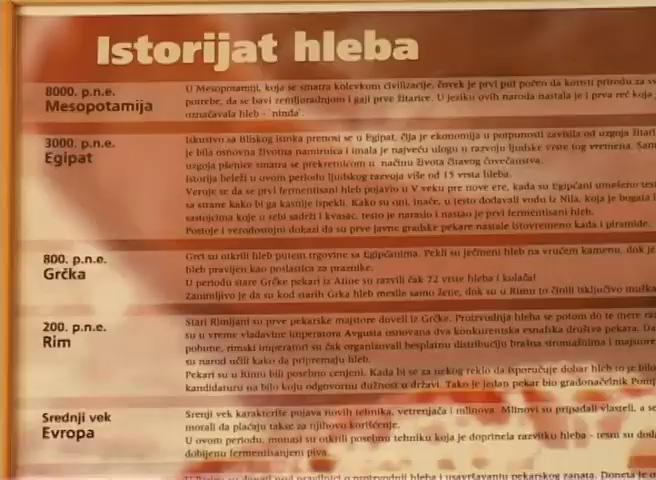 Istorijat hleba
8000. p.n.e.
Mesopotamija
U Mesopotamiji, koja se smatra kolevkom civilizacije, čovek je prvi put počeo da koristi prirodu za
potrebe, da se bavi zemljoradnjom i gaji prve žitarice. U jeziku ovih naroda nastala je i prva reč koja
označavala hleb - "ninda".
3000. p.n.e.
Egipat
Iskustvo sa Bliskog istoka prenosi se u Egipat, čija je ekonomija u potpunosti zavisila od uzgoja žitari
je bila osnovna životna namirnica i imala je najveću ulogu u razvoju ljudske vrste tog vremena. Sam
uzgoj pšenice smatra se prekretnicom u načinu života čitavog čovečanstva.
Istorija beleži u ovom periodu ljudskog razvoja više od 15 vrsta hleba.
Veruje se da se prvi fermentisani hleb pojavio u V veku pre nove ere, kada su Egipćani umešeno test
sa strane kako bi ga kasnije ispekli. Kako su oni, inače, u testo dodavali vodu iz Nila, koja je bogata
sastojcima koje u sebi sadrži i kvasac, testo je naraslo i nastao je prvi fermentisani hleb.
Postoje i verodostojni dokazi da su prve javne gradske pekare nastale istovremeno kada i piramide.
800. p.n.e.
Grčka
Grci su otkrili hleb putem trgovine sa Egipćanima. Pekli su ječmeni hleb na vrućem kamenu, dok je
hleb pravljen kao poslastica za praznike.
U periodu stare Grčke pekari iz Atine su razvili čak 72 vrste hleba i kolača!
Zanimljivo je da su kod starih Grka hleb mesile samo žene, dok su u Rimu to činili isključivo muška
200. p.n.e.
Rim
Stari Rimljani su prve pekarske majstore doveli iz Grčke. Proizvodnja hleba se potom do te mere
su u vreme vladavine imperatora Avgusta osnovana dva konkurentska esnafska društva pekara. Da
pobune, rimski imperatori su čak organizovali besplatnu distribuciju brašna siromašnima i
su narod učili kako da pripremaju hleb.
Pekari su u Rimu bili posebno cenjeni. Kada bi se za nekog reklo da isporučuje dobar hleb to je bilo
kandidaturu na bilo koju odgovornu dužnost u državi. Tako je jedan pekar bio gradonačelnik Pomp
Srednji vek
Evropa
Srenji vek karakteriše pojava novih tehnika, vetrenjača i mlinova. Mlinovi su pripadali vlasteli, a se
morali da plaćaju takse za njihovo korišćenje.
U ovom periodu, monasi su otkrili posebnu tehniku koja je doprinela razvitku hleba - testu su doda
dobijenu fermentisanjem piva.